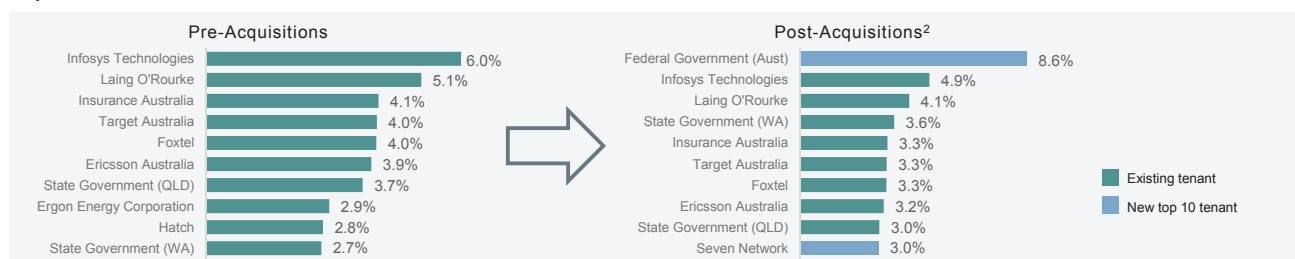 Pre-Acquisitions
Infosys Technologies 6.0%
Laing O'Rourke 5.1%
Insurance Australia 4.1%
Target Australia 4.0%
Foxtel 4.0%
Ericsson Australia 3.9%
State Government (QLD) 3.7%
Ergon Energy Corporation 2.9%
Hatch 2.8%
State Government (WA) 2.7%
Post-Acquisitions²
Federal Government (Aust) 8.6%
Infosys Technologies 4.9%
Laing O'Rourke 4.1%
State Government (WA) 3.6%
Insurance Australia 3.3%
Target Australia 3.3%
Foxtel 3.3%
Ericsson Australia 3.2%
State Government (QLD) 3.0%
Seven Network 3.0%
Existing tenant
New top 10 tenant